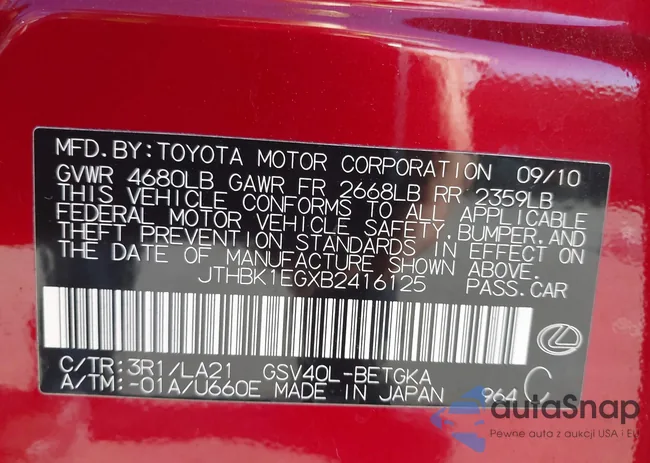 MFD. BY: TOYOTA MOTOR CORPORATION 09/10
GVWR 4680LB GAWR FR 2668LB RR 2359LB
THIS VEHICLE CONFORMS TO ALL APPLICABLE
FEDERAL MOTOR VEHICLE SAFETY, BUMPER, AND
THEFT PREVENTION STANDARDS IN EFFECT ON
THE DATE OF MANUFACTURE SHOWN ABOVE.
JTHBK1EGXB2416125 PASS. CAR
C/TR: 3R1/LA21 GSV40L-BETGKA
A/TM: -01A/U660E MADE IN JAPAN 964 C
autaSnap
Pewne auta z aukcji USA i EU